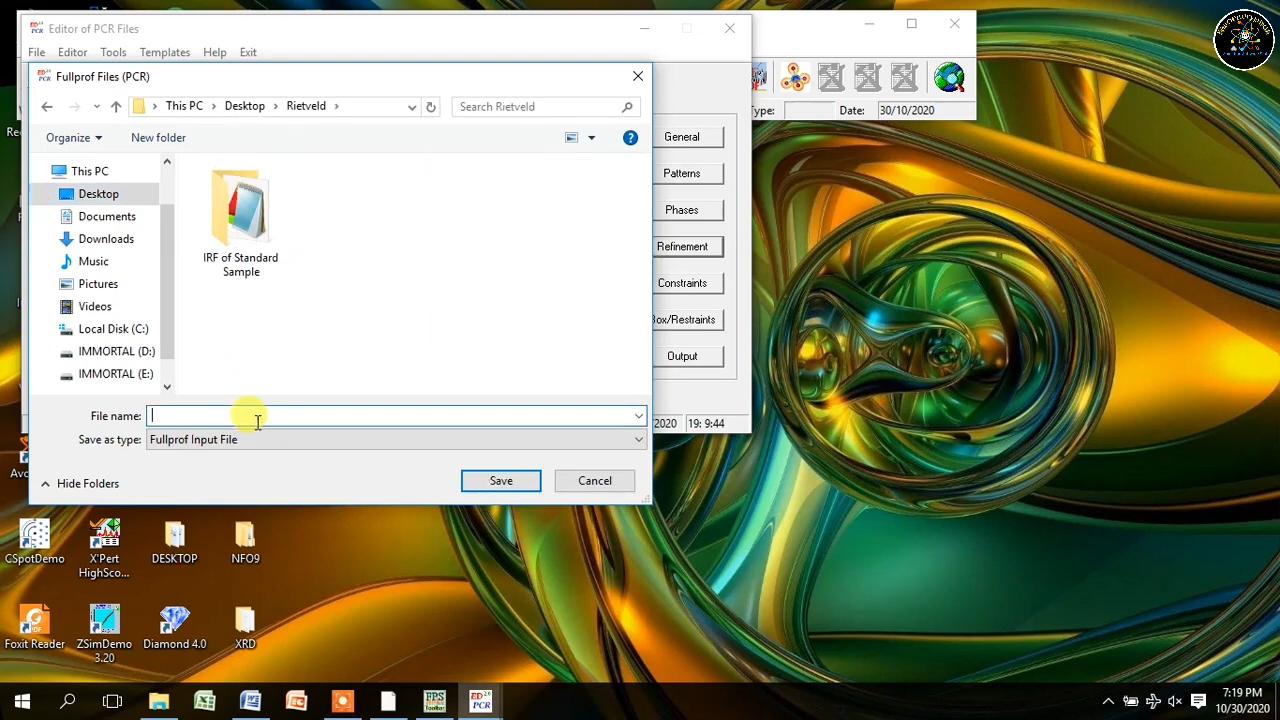 Editor of PCR Files
File Editor Tools Templates Help Exit
Fullprof Files (PCR)
This PC Desktop Rietveld
Search Rietveld
Type: Date: 30/10/2020
Organize New folder
General
Patterns
Phases
Refinement
Constraints
Box/Restraints
Output
This PC
Desktop
Documents
Downloads
Music
Pictures
Videos
Local Disk (C:)
IMMORTAL (D:)
IMMORTAL (E:)
IRF of Standard
Sample
File name:
Save as type: Fullprof Input File
2020 19: 9:44
Hide Folders
Save
Cancel
CSpotDemo
X'Pert
HighSco...
DESKTOP
NFO9
Foxit Reader
ZSimDemo
3.20
Diamond 4.0
XRD
FPS
ToolBar
ED
PCR
7:19 PM
10/30/2020